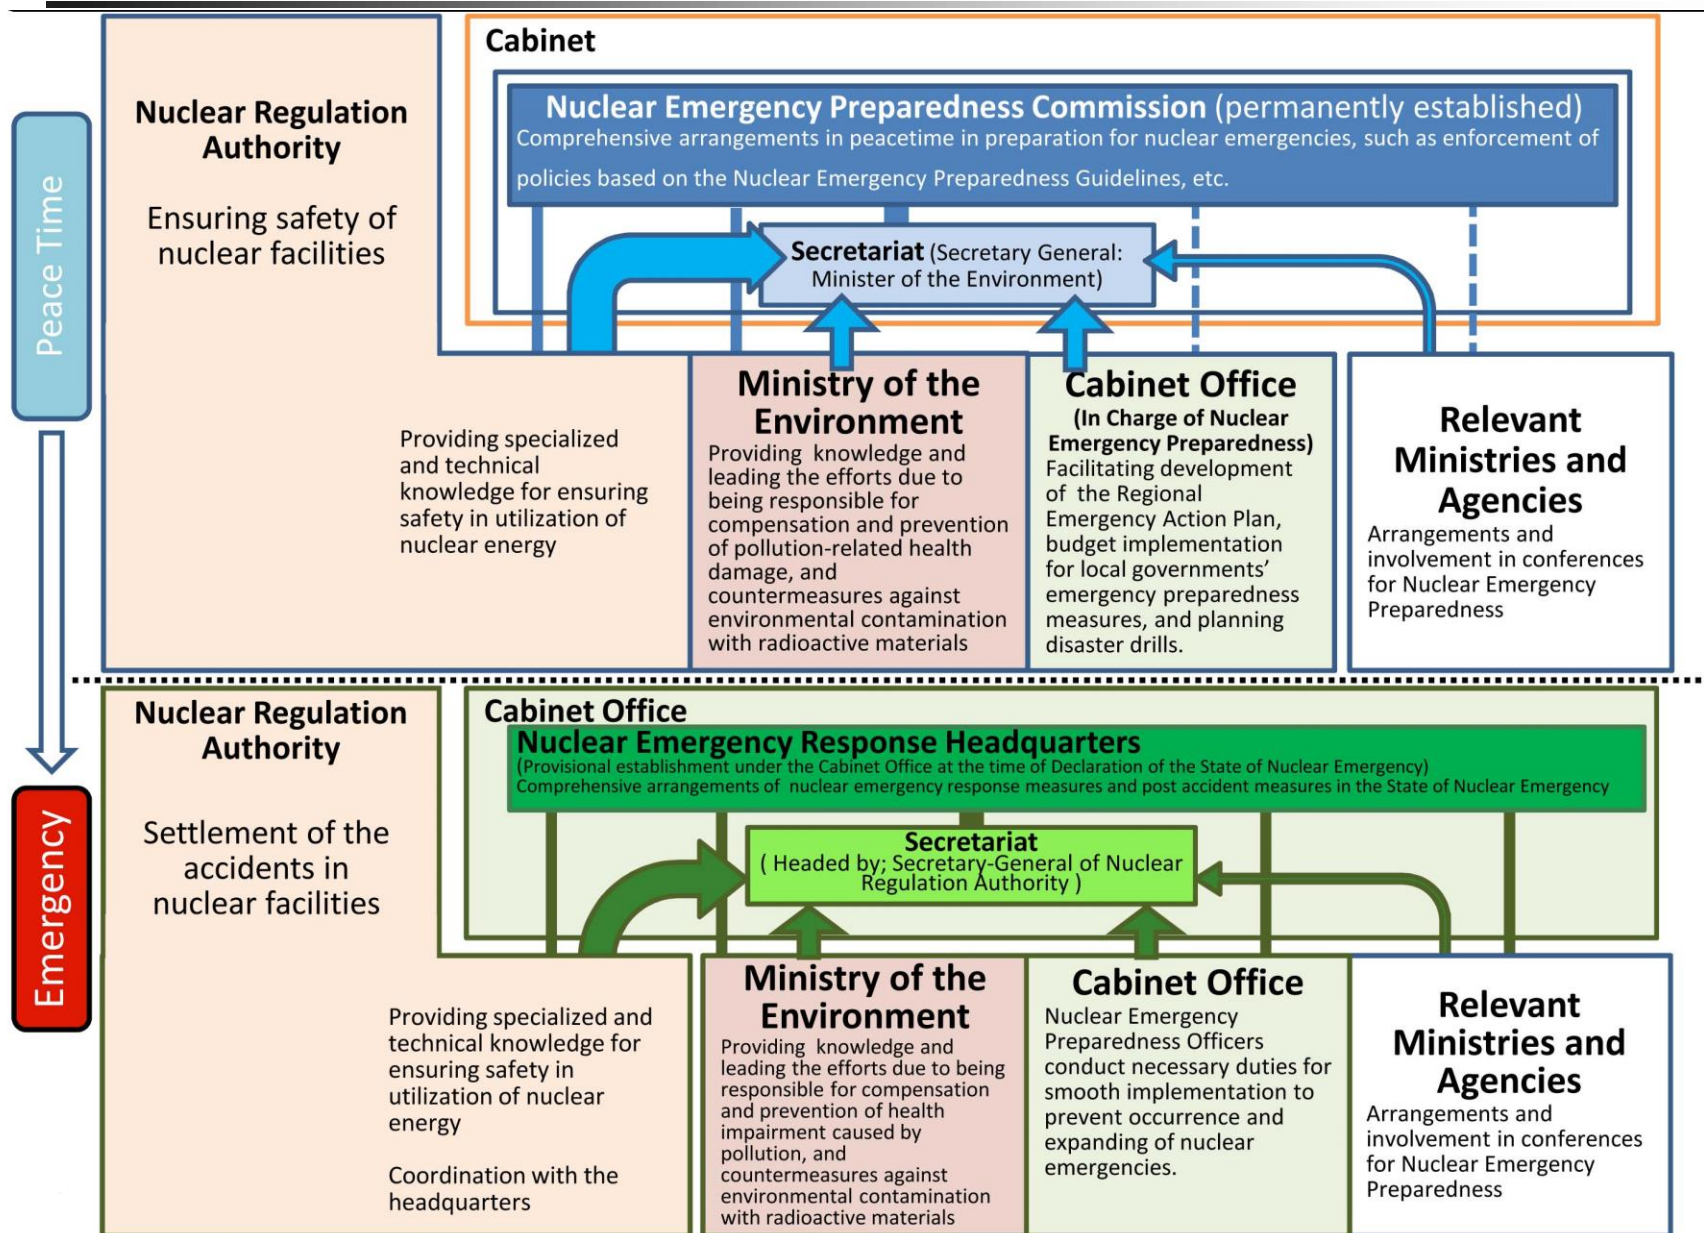 Peace Time
Nuclear Regulation
Authority
Ensuring safety of
nuclear facilities
Cabinet
Nuclear Emergency Preparedness Commission (permanently established)
Comprehensive arrangements in peacetime in preparation for nuclear emergencies, such as enforcement of
policies based on the Nuclear Emergency Preparedness Guidelines, etc.
Secretariat (Secretary General:
Minister of the Environment)
Providing specialized
and technical
knowledge for ensuring
safety in utilization of
nuclear energy
Ministry of the
Environment
Providing knowledge and
leading the efforts due to
being responsible for
compensation and prevention
of pollution-related health
damage, and
countermeasures against
environmental contamination
with radioactive materials
Cabinet Office
(In Charge of Nuclear
Emergency Preparedness)
Facilitating development
of the Regional
Emergency Action Plan,
budget implementation
for local governments’
emergency preparedness
measures, and planning
disaster drills.
Relevant
Ministries and
Agencies
Arrangements and
involvement in conferences
for Nuclear Emergency
Preparedness
Emergency
Nuclear Regulation
Authority
Settlement of the
accidents in
nuclear facilities
Cabinet Office
Nuclear Emergency Response Headquarters
(Provisional establishment under the Cabinet Office at the time of Declaration of the State of Nuclear Emergency)
Comprehensive arrangements of nuclear emergency response measures and post accident measures in the State of Nuclear Emergency
Secretariat
( Headed by; Secretary-General of Nuclear
Regulation Authority )
Providing specialized and
technical knowledge for
ensuring safety in
utilization of nuclear
energy
Coordination with the
headquarters
Ministry of the
Environment
Providing knowledge and
leading the efforts due to being
responsible for compensation
and prevention of health
impairment caused by
pollution, and
countermeasures against
environmental contamination
with radioactive materials
Cabinet Office
Nuclear Emergency
Preparedness Officers
conduct necessary duties for
smooth implementation to
prevent occurrence and
expanding of nuclear
emergencies.
Relevant
Ministries and
Agencies
Arrangements and
involvement in conferences
for Nuclear Emergency
Preparedness